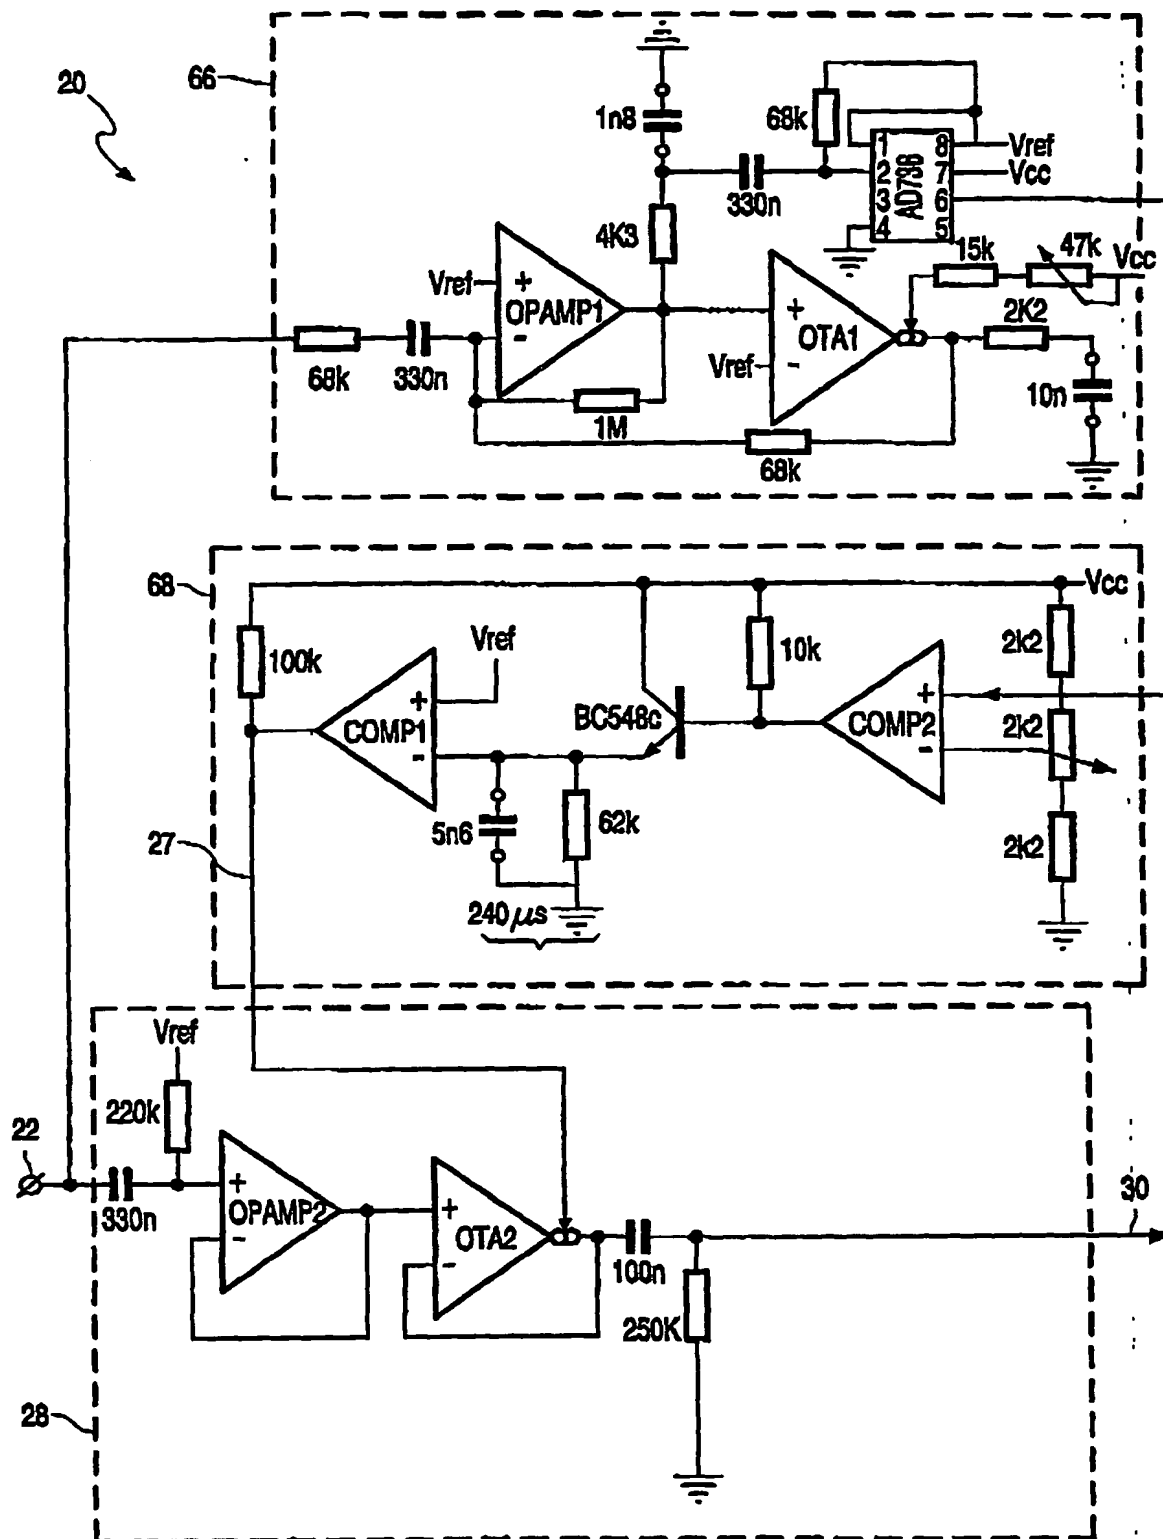 20
66
1n8
68k
330n
1
2
3
4
AD736
8
7
6
5
Vref
Vcc
4K3
Vref
+
-
OPAMP1
68k
330n
1M
+
-
OTA1
Vref
15k
47k
Vcc
2K2
10n
68k
68
Vcc
100k
Vref
+
-
COMP1
BC548c
10k
+
-
COMP2
2k2
2k2
2k2
5n6
62k
240 μs
27
Vref
220k
22
330n
+
-
OPAMP2
+
-
OTA2
100n
250K
30
28